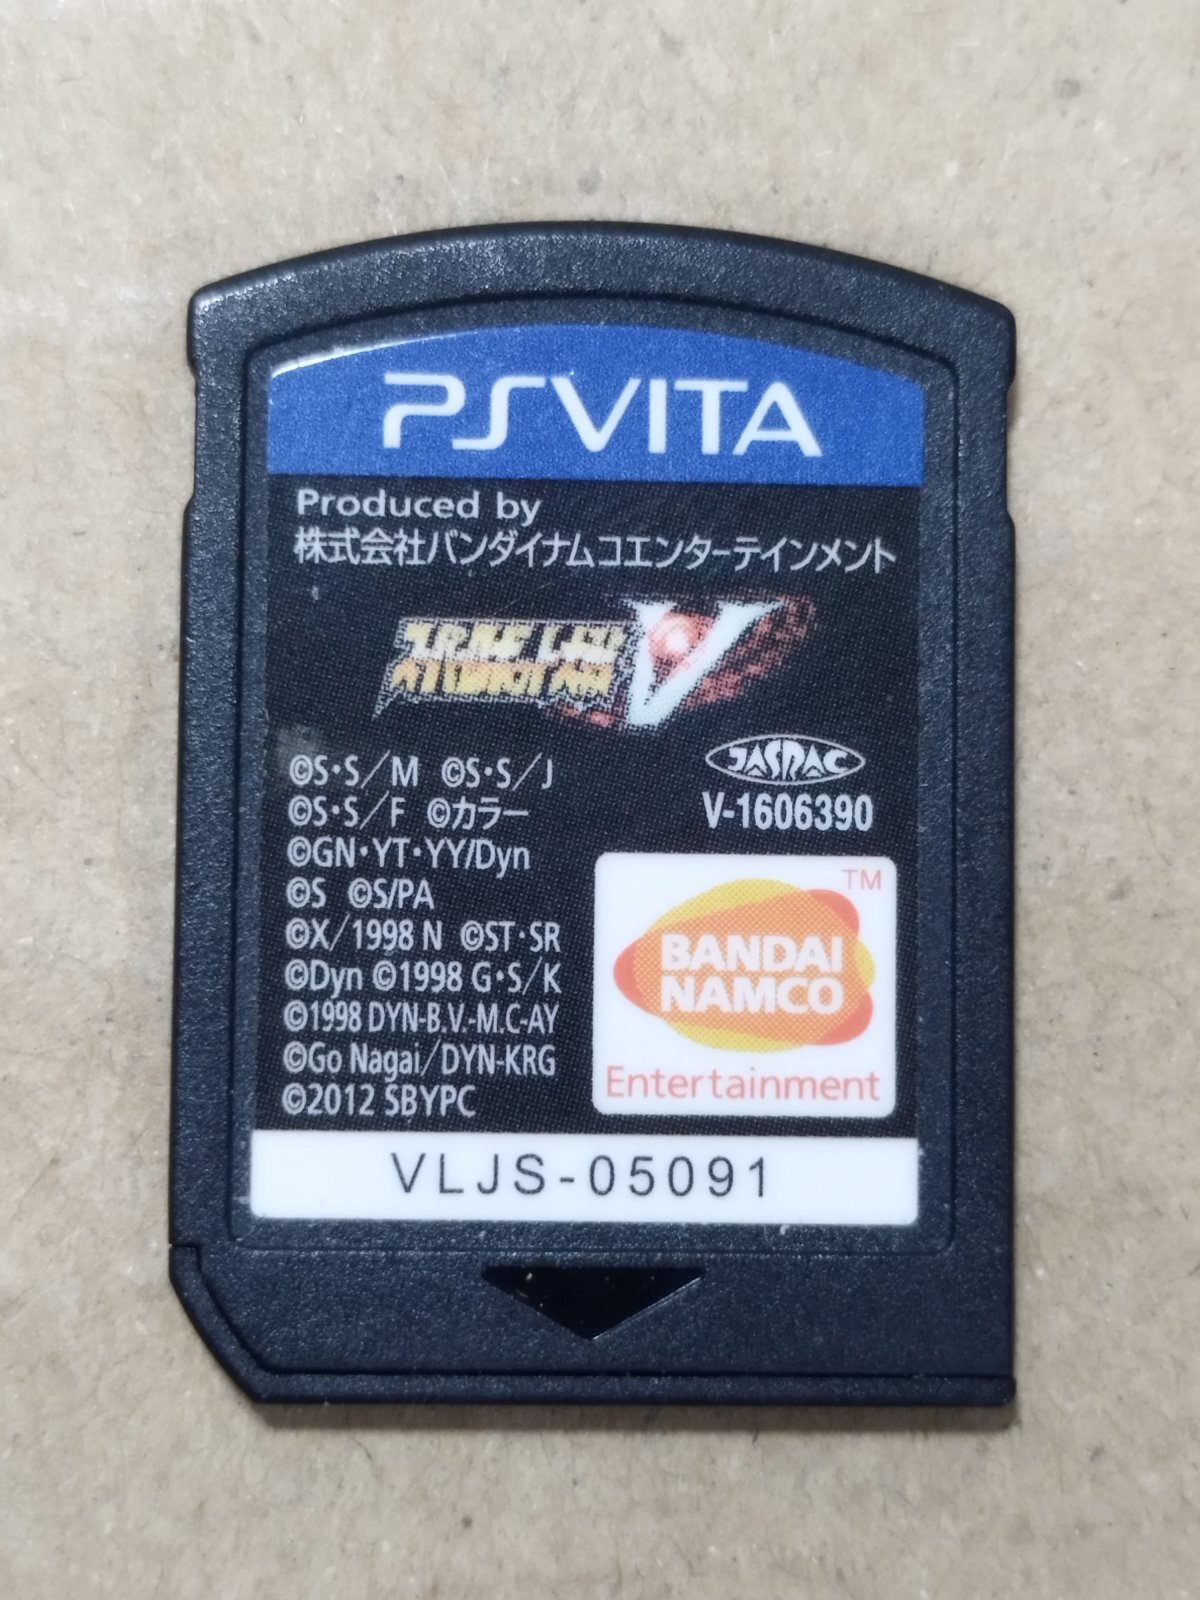 PSVITA
Produced by
株式会社バンダイナムコエンターテインメント
V
©S・S／M ©S・S／J
©S・S／F ©カラー
©GN・YT・YY/Dyn
©S ©S/PA
©X/1998 N ©ST・SR
©Dyn ©1998 G・S/K
©1998 DYN-B.V.-M.C-AY
©Go Nagai/DYN-KRG
©2012 SBYPC
JASRAC
V-1606390
TM
BANDAI
NAMCO
Entertainment
VLJS-05091